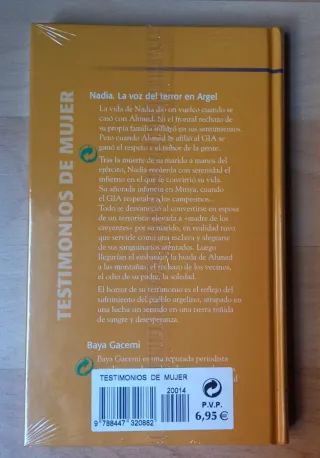 TESTIMONIOS DE MUJER
Nadia. La voz del terror en Argel
La vida de Nadia dio un vuelco cuando se
casó con Ahmed. Ni el frontal rechazo de
su propia familia influyó en sus sentimientos.
Pero cuando Ahmed se afilió al GIA se
ganó el respeto y el temor de la gente.
Tras la muerte de su marido a manos del
ejército, Nadia recuerda con serenidad el
infierno en el que se convirtió su vida.
Su añorada infancia en Mitiya, cuando
el GIA respetaba a los campesinos...
Todo se desmoronó al convertirse en esposa
de un terrorista: elevada a «madre de los
creyentes» por su marido, en realidad tuvo
que servirle como una esclava y alegrarse
de sus sanguinarios atentados. Luego
llegarían el embarazo, la huida de Ahmed
a las montañas, el rechazo de los vecinos,
el odio de su padre, la soledad.
El horror de su testimonio es el reflejo del
sufrimiento del pueblo argelino, atrapado en
una lucha sin sentido en una tierra teñida
de sangre y desesperanza.
Baya Gacemi
Baya Gacemi es una reputada periodista
TESTIMONIOS DE MUJER
20014
9 788447 320882
P.V.P.
6,95 €